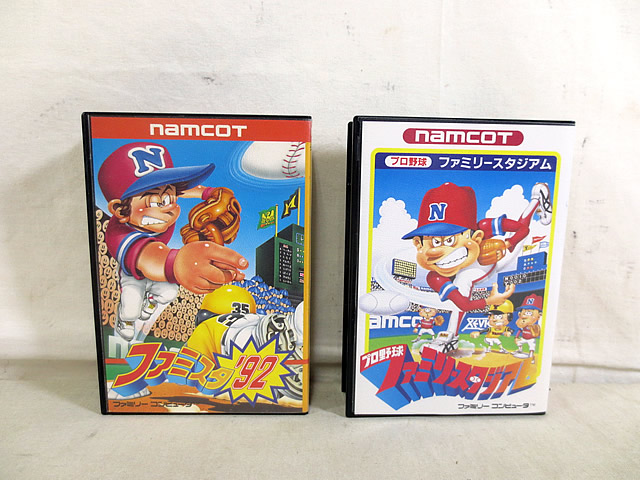 namcot
N
35
ファミスタ'92
ファミリー コンピュータ
namcot
プロ野球 ファミリースタジアム
N
プロ野球
ファミリースタジアム
ファミリー コンピュータ™